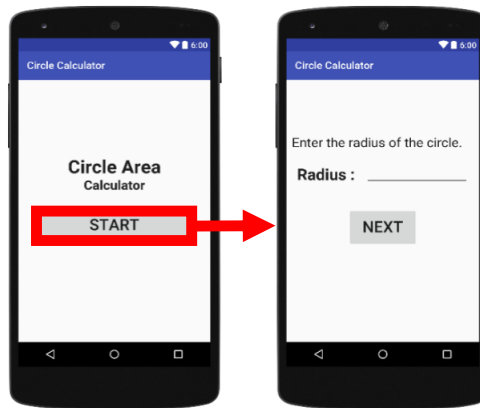 6:00
Circle Calculator
Circle Area
Calculator
START
6:00
Circle Calculator
Enter the radius of the circle.
Radius :
NEXT